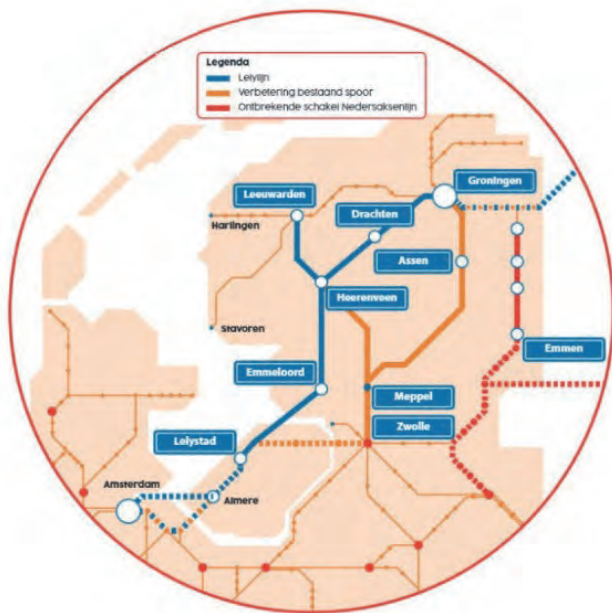 Legenda
Lelylijn
Verbetering bestaand spoor
Ontbrekende schakel Nedersaksenlijn
Groningen
Leeuwarden
Drachten
Harlingen
Assen
Heerenveen
Stavoren
Emmen
Emmeloord
Meppel
Zwolle
Lelystad
Amsterdam
Almere